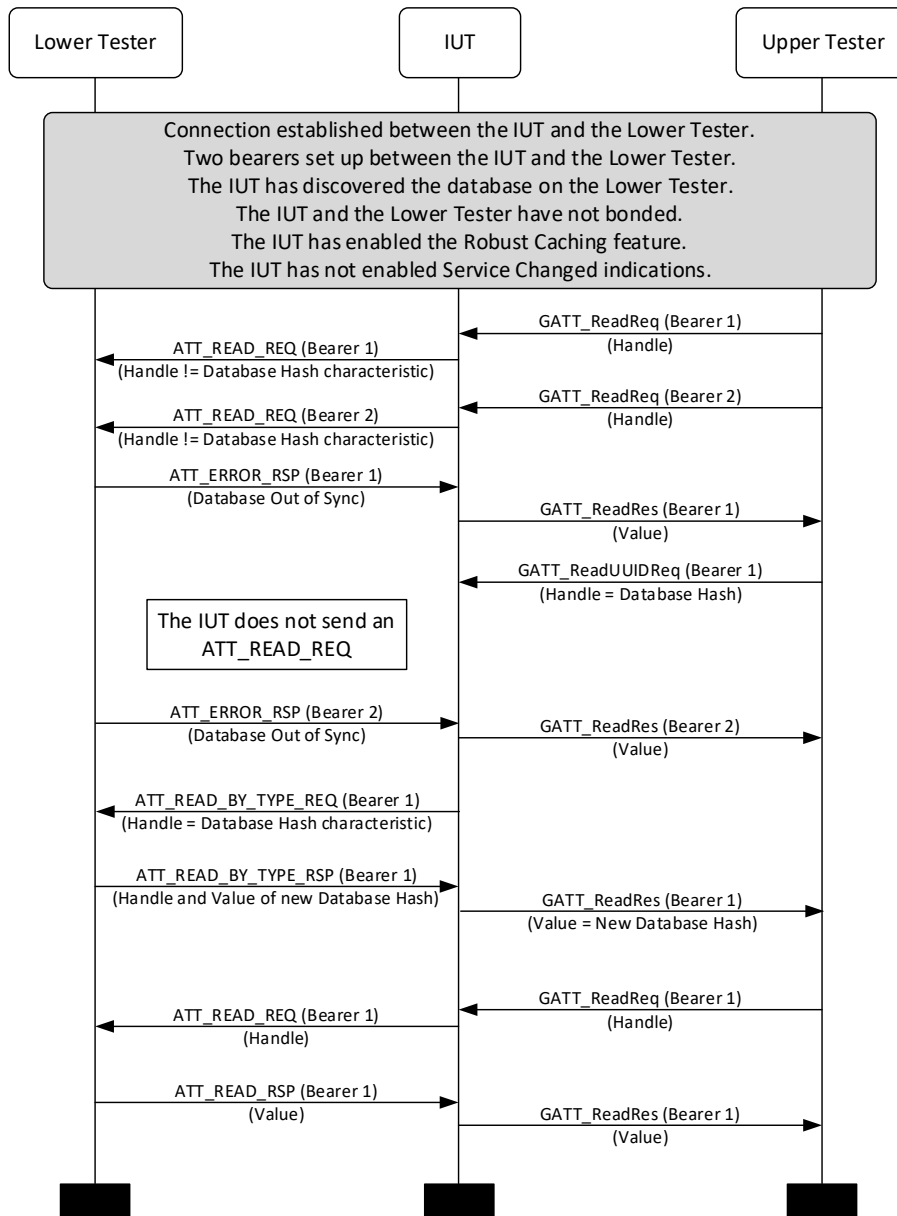 Lower Tester
IUT
Upper Tester
Connection established between the IUT and the Lower Tester.
Two bearers set up between the IUT and the Lower Tester.
The IUT has discovered the database on the Lower Tester.
The IUT and the Lower Tester have not bonded.
The IUT has enabled the Robust Caching feature.
The IUT has not enabled Service Changed indications.
GATT_ReadReq (Bearer 1)
(Handle)
ATT_READ_REQ (Bearer 1)
(Handle != Database Hash characteristic)
GATT_ReadReq (Bearer 2)
(Handle)
ATT_READ_REQ (Bearer 2)
(Handle != Database Hash characteristic)
ATT_ERROR_RSP (Bearer 1)
(Database Out of Sync)
GATT_ReadRes (Bearer 1)
(Value)
GATT_ReadUUIDReq (Bearer 1)
(Handle = Database Hash)
The IUT does not send an
ATT_READ_REQ
ATT_ERROR_RSP (Bearer 2)
(Database Out of Sync)
GATT_ReadRes (Bearer 2)
(Value)
ATT_READ_BY_TYPE_REQ (Bearer 1)
(Handle = Database Hash characteristic)
ATT_READ_BY_TYPE_RSP (Bearer 1)
(Handle and Value of new Database Hash)
GATT_ReadRes (Bearer 1)
(Value = New Database Hash)
GATT_ReadReq (Bearer 1)
(Handle)
ATT_READ_REQ (Bearer 1)
(Handle)
ATT_READ_RSP (Bearer 1)
(Value)
GATT_ReadRes (Bearer 1)
(Value)